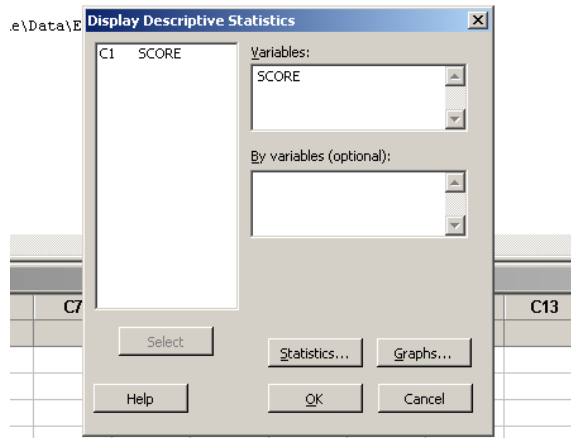 .e\Data\E
Display Descriptive Statistics
C1 SCORE
Variables:
SCORE
By variables (optional):
C7
C13
Select
Statistics...
Graphs...
Help
OK
Cancel